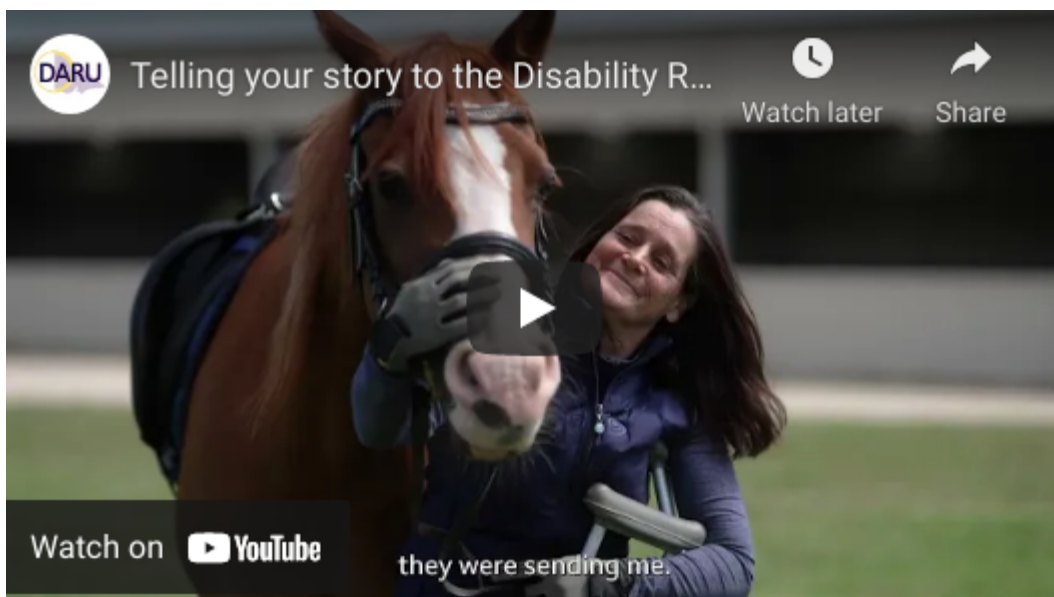 DARU
Telling your story to the Disability R...
Watch later
Share
Watch on YouTube
they were sending me.